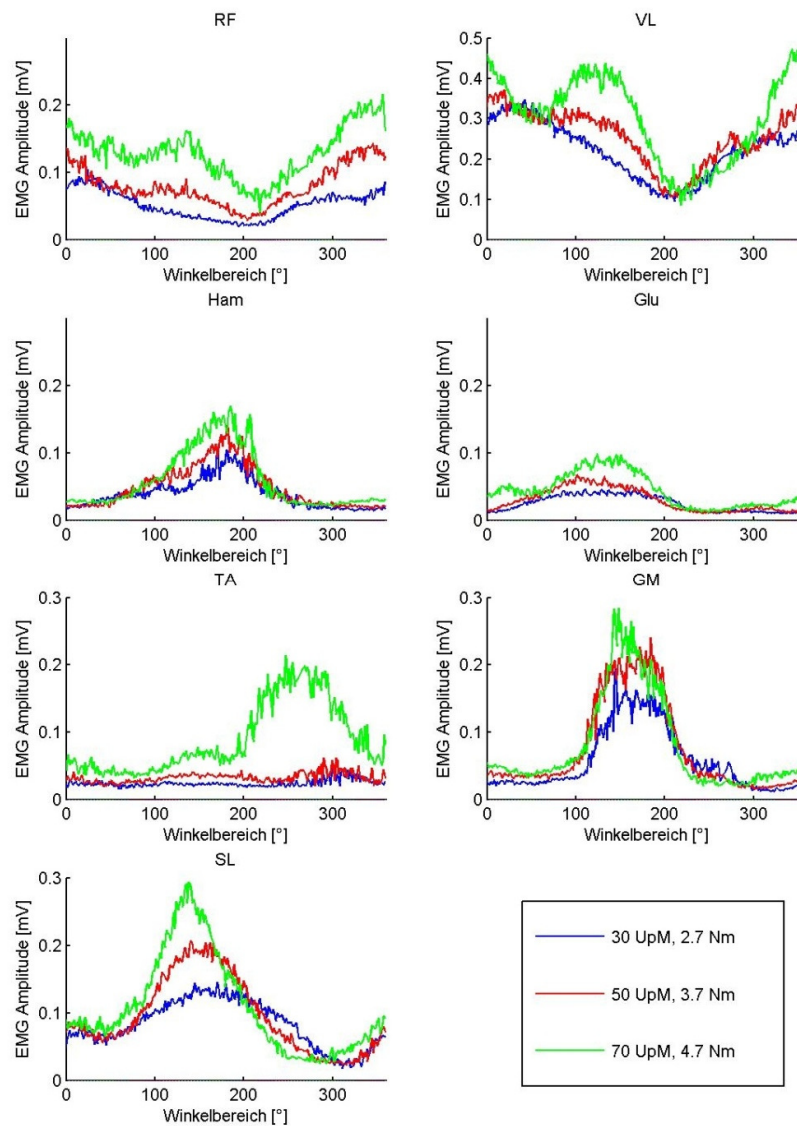 RF
VL
EMG Amplitude [mV]
0.2
0.1
0
0 100 200 300
Winkelbereich [°]
EMG Amplitude [mV]
0.5
0.4
0.3
0.2
0.1
0
0 100 200 300
Winkelbereich [°]
Ham
Glu
EMG Amplitude [mV]
0.2
0.1
0
0 100 200 300
Winkelbereich [°]
EMG Amplitude [mV]
0.2
0.1
0
0 100 200 300
Winkelbereich [°]
TA
GM
EMG Amplitude [mV]
0.3
0.2
0.1
0
0 100 200 300
Winkelbereich [°]
EMG Amplitude [mV]
0.3
0.2
0.1
0
0 100 200 300
Winkelbereich [°]
SL
EMG Amplitude [mV]
0.3
0.2
0.1
0
0 100 200 300
Winkelbereich [°]
30 UpM, 2.7 Nm
50 UpM, 3.7 Nm
70 UpM, 4.7 Nm